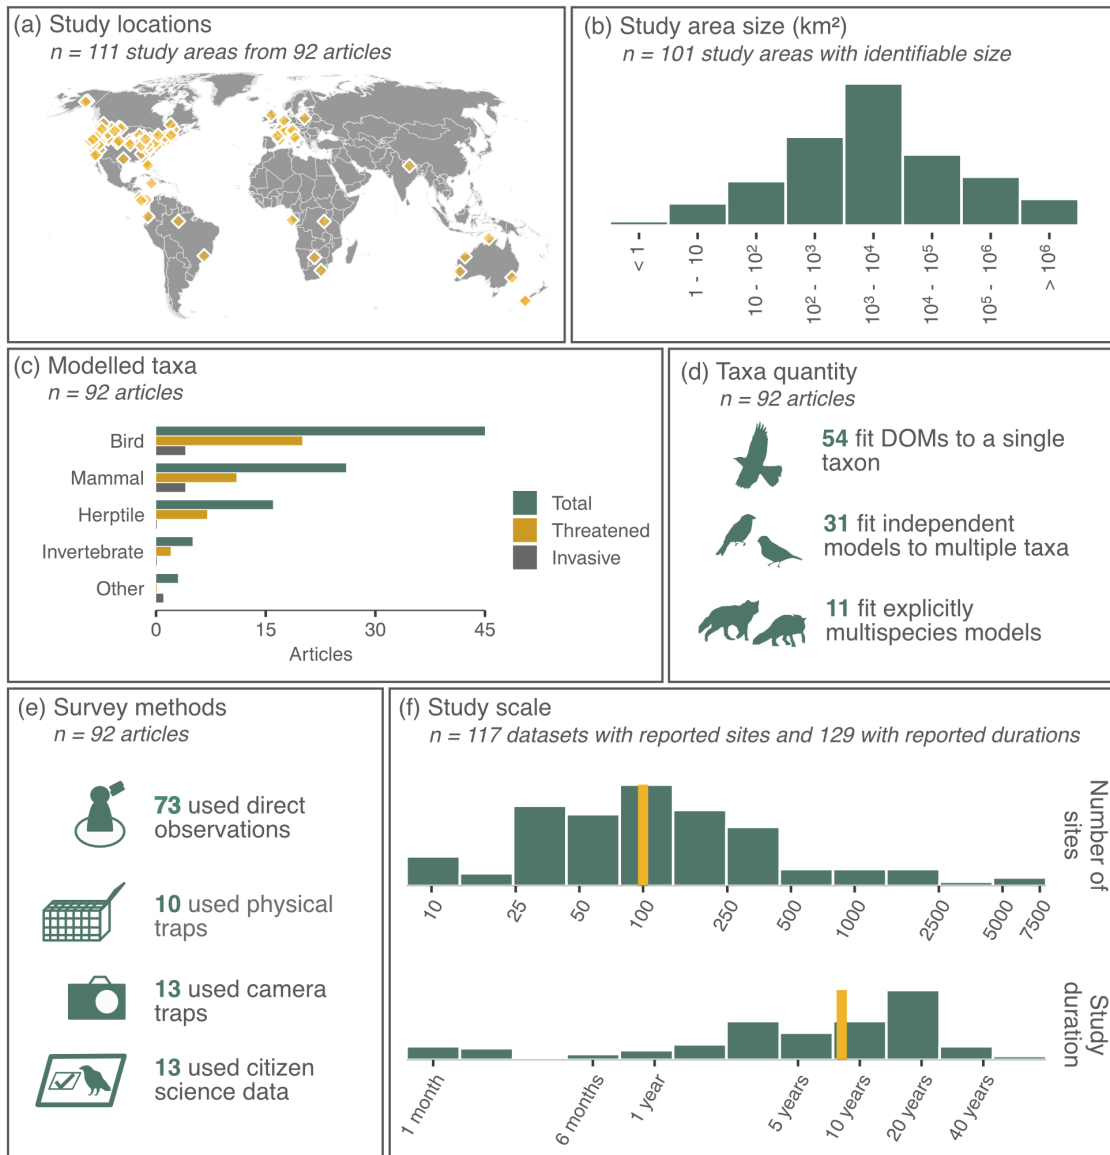 (a) Study locations
n = 111 study areas from 92 articles
(b) Study area size (km²)
n = 101 study areas with identifiable size
< 1
1 - 10
10 - 10²
10² - 10³
10³ - 10⁴
10⁴ - 10⁵
10⁵ - 10⁶
> 10⁶
(c) Modelled taxa
n = 92 articles
Bird
Mammal
Herptile
Invertebrate
Other
0
15
30
45
Articles
Total
Threatened
Invasive
(d) Taxa quantity
n = 92 articles
54 fit DOMs to a single
taxon
31 fit independent
models to multiple taxa
11 fit explicitly
multispecies models
(e) Survey methods
n = 92 articles
73 used direct
observations
10 used physical
traps
13 used camera
traps
13 used citizen
science data
(f) Study scale
n = 117 datasets with reported sites and 129 with reported durations
Number of
sites
10
25
50
100
250
500
1000
2500
5000
7500
Study
duration
1 month
6 months
1 year
5 years
10 years
20 years
40 years